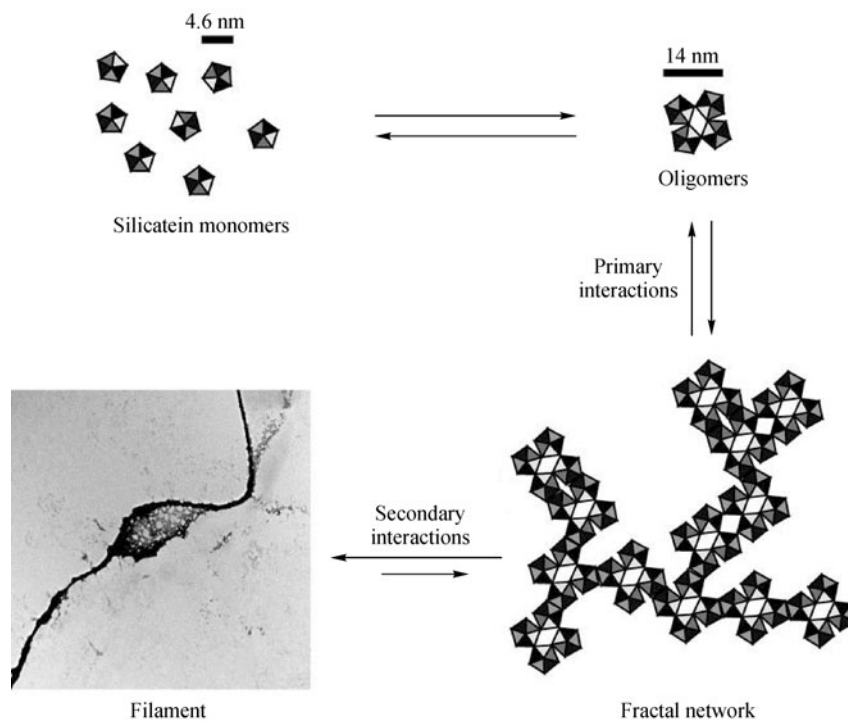 4.6 nm
14 nm
Silicatein monomers
Oligomers
Primary
interactions
Secondary
interactions
Filament
Fractal network